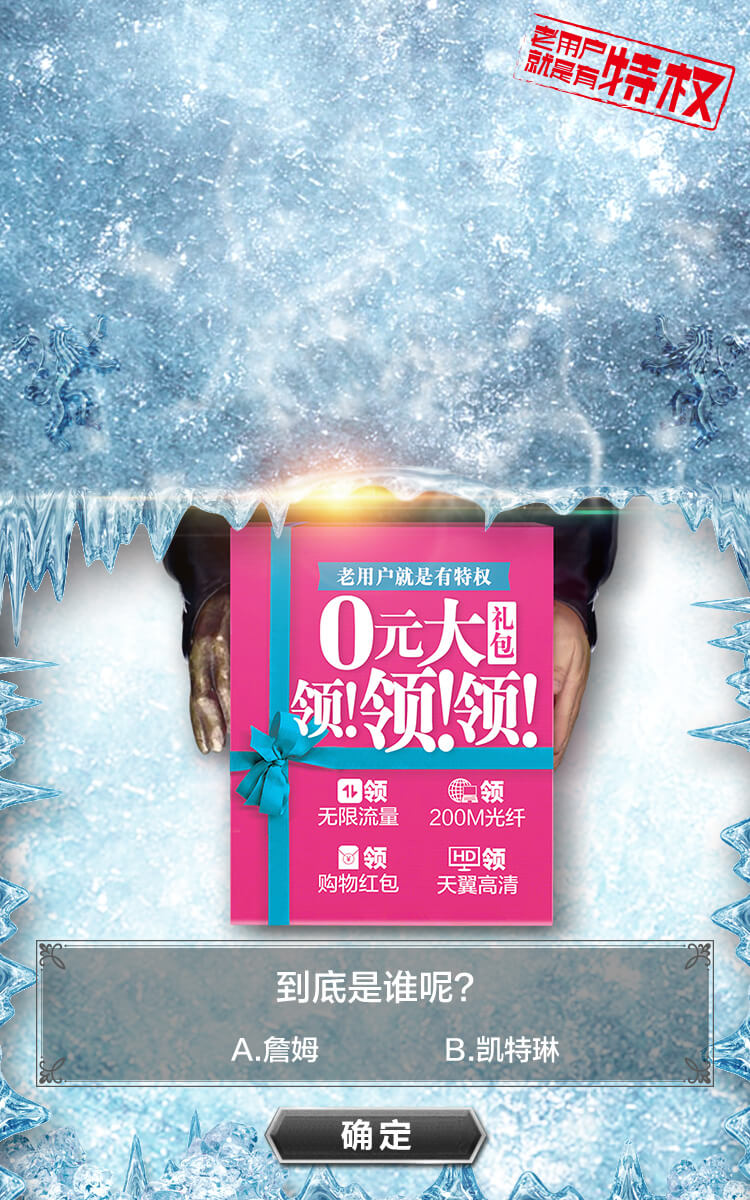 老用户
就是有特权
老用户就是有特权
0元大礼包
领!领!领!
领
无限流量
领
200M光纤
领
购物红包
HD领
天翼高清
到底是谁呢?
A.詹姆
B.凯特琳
确定